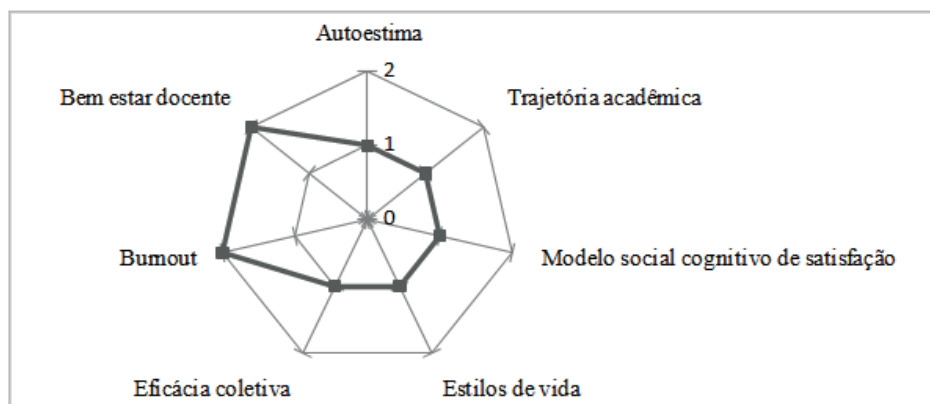 Autoestima
2
Bem estar docente
Trajetória acadêmica
1
0
Burnout
Modelo social cognitivo de satisfação
Eficácia coletiva
Estilos de vida